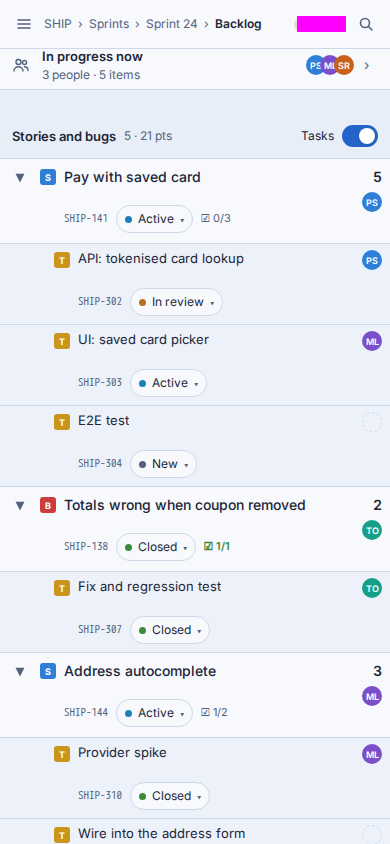 SHIP › Sprints › Sprint 24 › Backlog
In progress now
3 people · 5 items
PS ML SR ›
Stories and bugs 5 · 21 pts Tasks
▼ S Pay with saved card 5
PS
SHIP-141 Active ▾ ☑ 0/3
T API: tokenised card lookup PS
SHIP-302 In review ▾
T UI: saved card picker ML
SHIP-303 Active ▾
T E2E test
SHIP-304 New ▾
▼ B Totals wrong when coupon removed 2
TO
SHIP-138 Closed ▾ ☑ 1/1
T Fix and regression test TO
SHIP-307 Closed ▾
▼ S Address autocomplete 3
ML
SHIP-144 Active ▾ ☑ 1/2
T Provider spike ML
SHIP-310 Closed ▾
T Wire into the address form